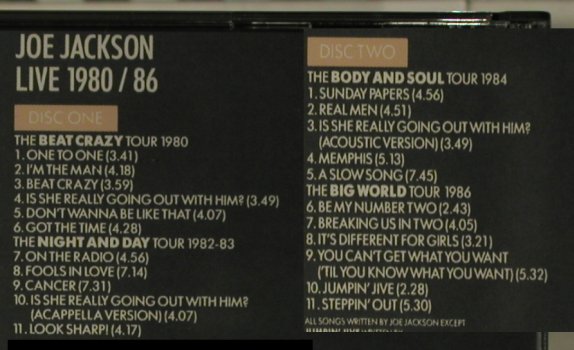 JOE JACKSON
LIVE 1980 / 86
DISC ONE
THE BEAT CRAZY TOUR 1980
1. ONE TO ONE (3.41)
2. I'M THE MAN (4.18)
3. BEAT CRAZY (3.59)
4. IS SHE REALLY GOING OUT WITH HIM? (3.49)
5. DON'T WANNA BE LIKE THAT (4.07)
6. GOT THE TIME (4.28)
THE NIGHT AND DAY TOUR 1982-83
7. ON THE RADIO (4.56)
8. FOOLS IN LOVE (7.14)
9. CANCER (7.31)
10. IS SHE REALLY GOING OUT WITH HIM?
(ACAPPELLA VERSION) (4.07)
11. LOOK SHARP! (4.17)
DISC TWO
THE BODY AND SOUL TOUR 1984
1. SUNDAY PAPERS (4.56)
2. REAL MEN (4.51)
3. IS SHE REALLY GOING OUT WITH HIM?
(ACOUSTIC VERSION) (3.49)
4. MEMPHIS (5.13)
5. A SLOW SONG (7.45)
THE BIG WORLD TOUR 1986
6. BE MY NUMBER TWO (2.43)
7. BREAKING US IN TWO (4.05)
8. IT'S DIFFERENT FOR GIRLS (3.21)
9. YOU CAN'T GET WHAT YOU WANT
('TIL YOU KNOW WHAT YOU WANT) (5.32)
10. JUMPIN' JIVE (2.28)
11. STEPPIN' OUT (5.30)
ALL SONGS WRITTEN BY JOE JACKSON EXCEPT
JUMPIN' JIVE WRITTEN BY